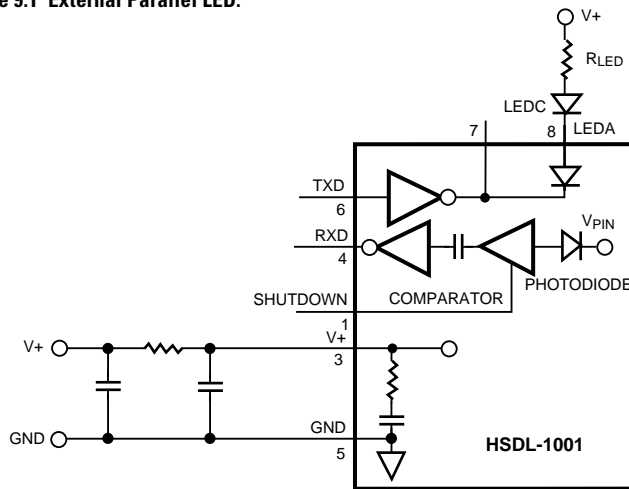 e 9.1 External Parallel LED.
V+
RLED
LEDC
7
8
LEDA
TXD
6
VPIN
RXD
4
PHOTODIODE
SHUTDOWN
COMPARATOR
1
V+
V+
3
GND
GND
5
HSDL-1001